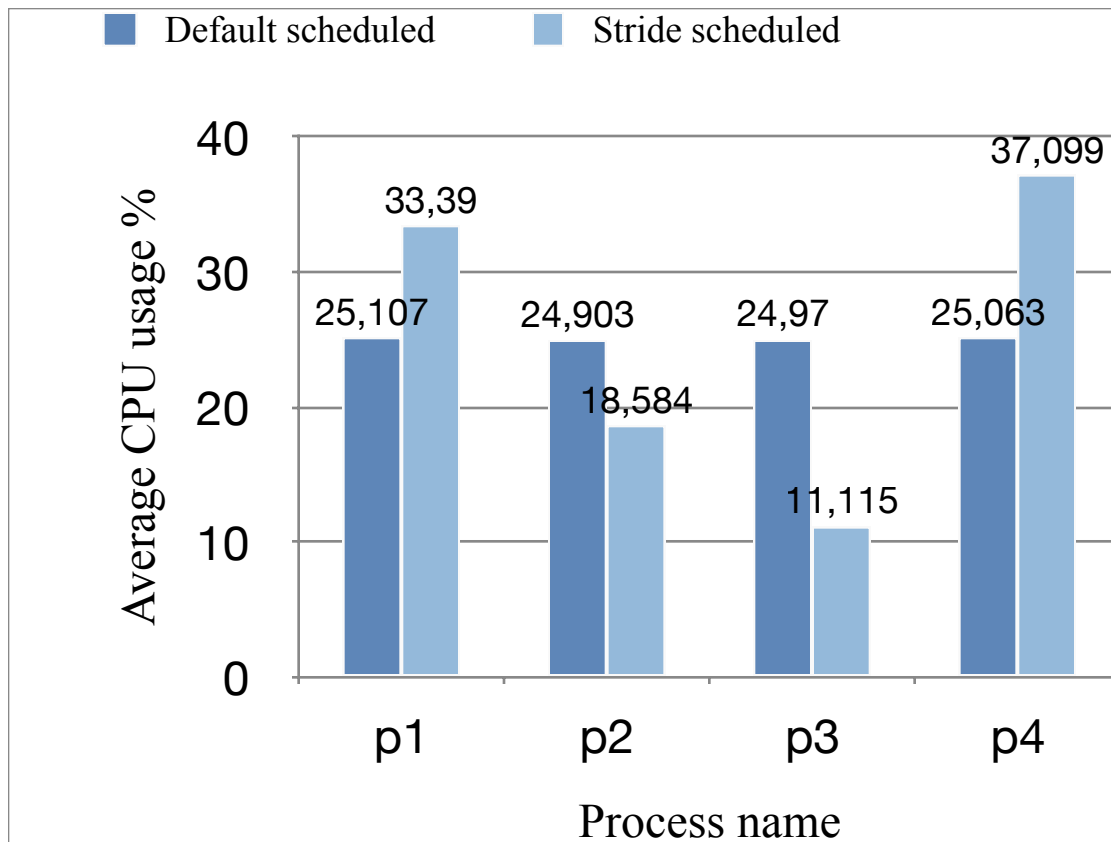 Default scheduled Stride scheduled
40
37,099
33,39
30
25,107 24,903 24,97 25,063
20
18,584
11,115
10
0
Average CPU usage %
p1 p2 p3 p4
Process name